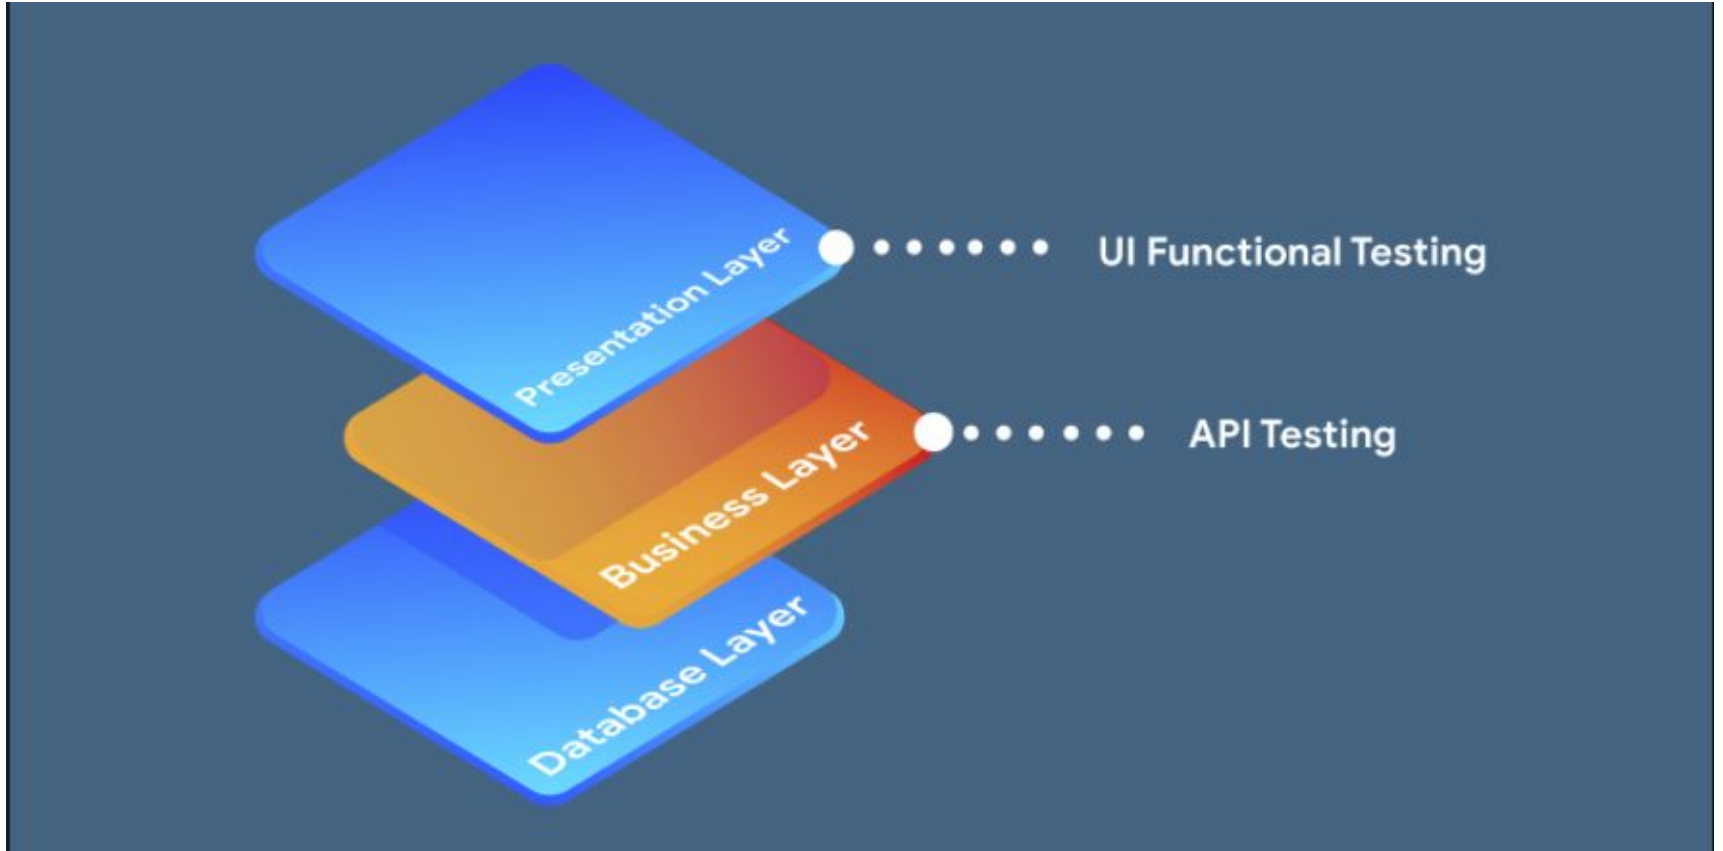 Presentation Layer
UI Functional Testing
Business Layer
API Testing
Database Layer